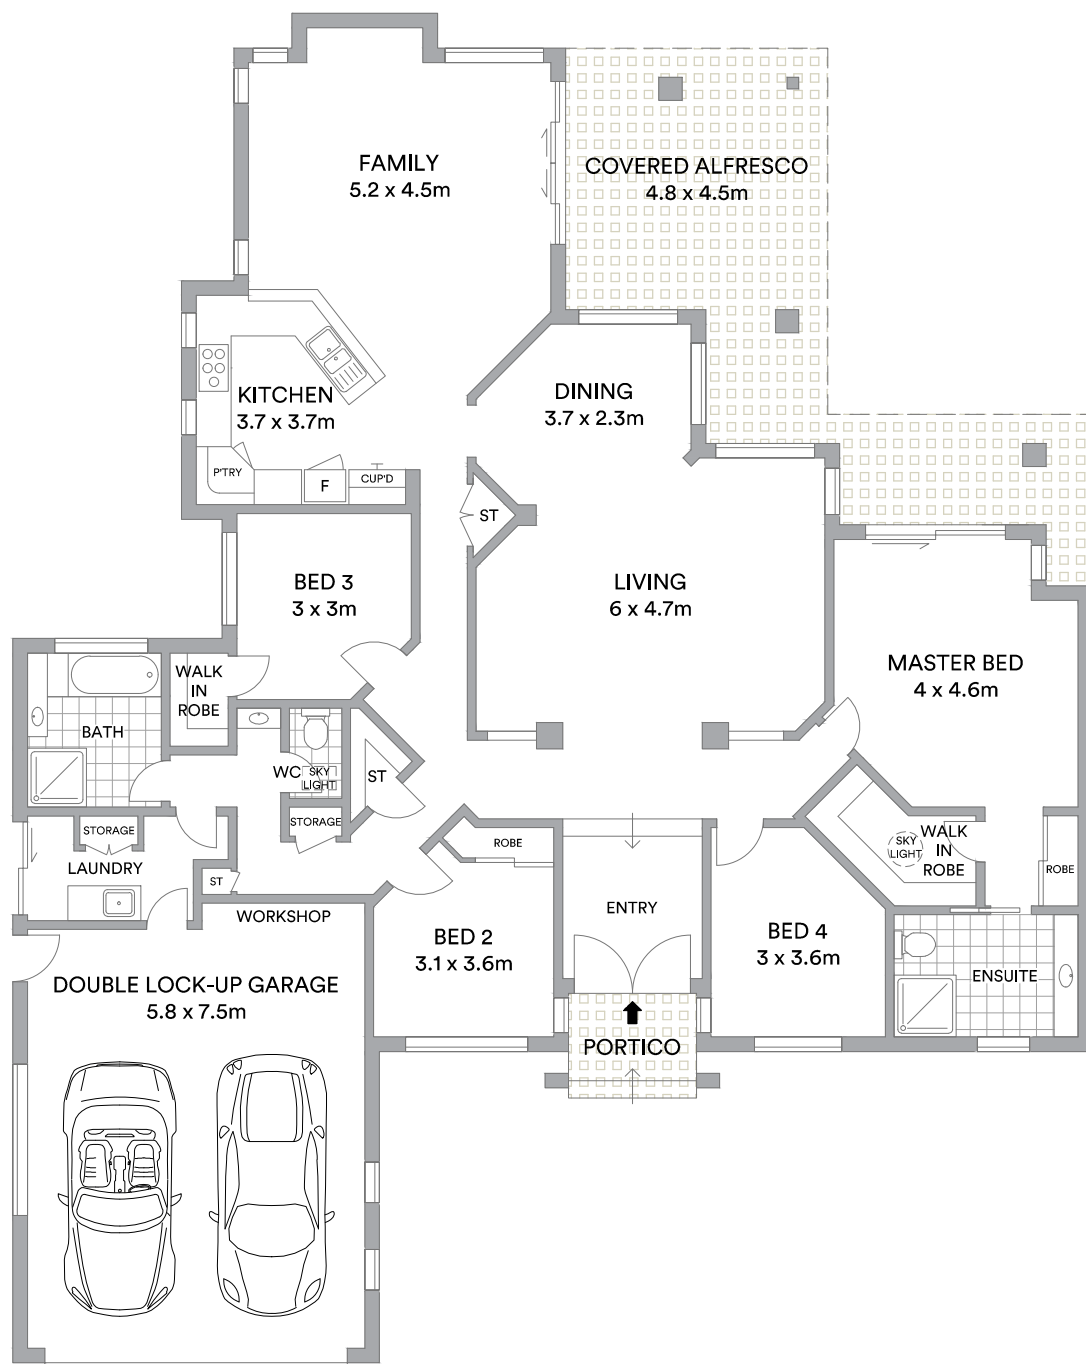 FAMILY
5.2 x 4.5m
COVERED ALFRESCO
4.8 x 4.5m
KITCHEN
3.7 x 3.7m
DINING
3.7 x 2.3m
P'TRY
F
CUP'D
ST
BED 3
3 x 3m
LIVING
6 x 4.7m
MASTER BED
4 x 4.6m
WALK
IN
ROBE
BATH
WC
SKY
LIGHT
ST
STORAGE
STORAGE
LAUNDRY
ST
ROBE
SKY
LIGHT
WALK
IN
ROBE
ROBE
WORKSHOP
ENTRY
BED 2
3.1 x 3.6m
BED 4
3 x 3.6m
ENSUITE
DOUBLE LOCK-UP GARAGE
5.8 x 7.5m
PORTICO